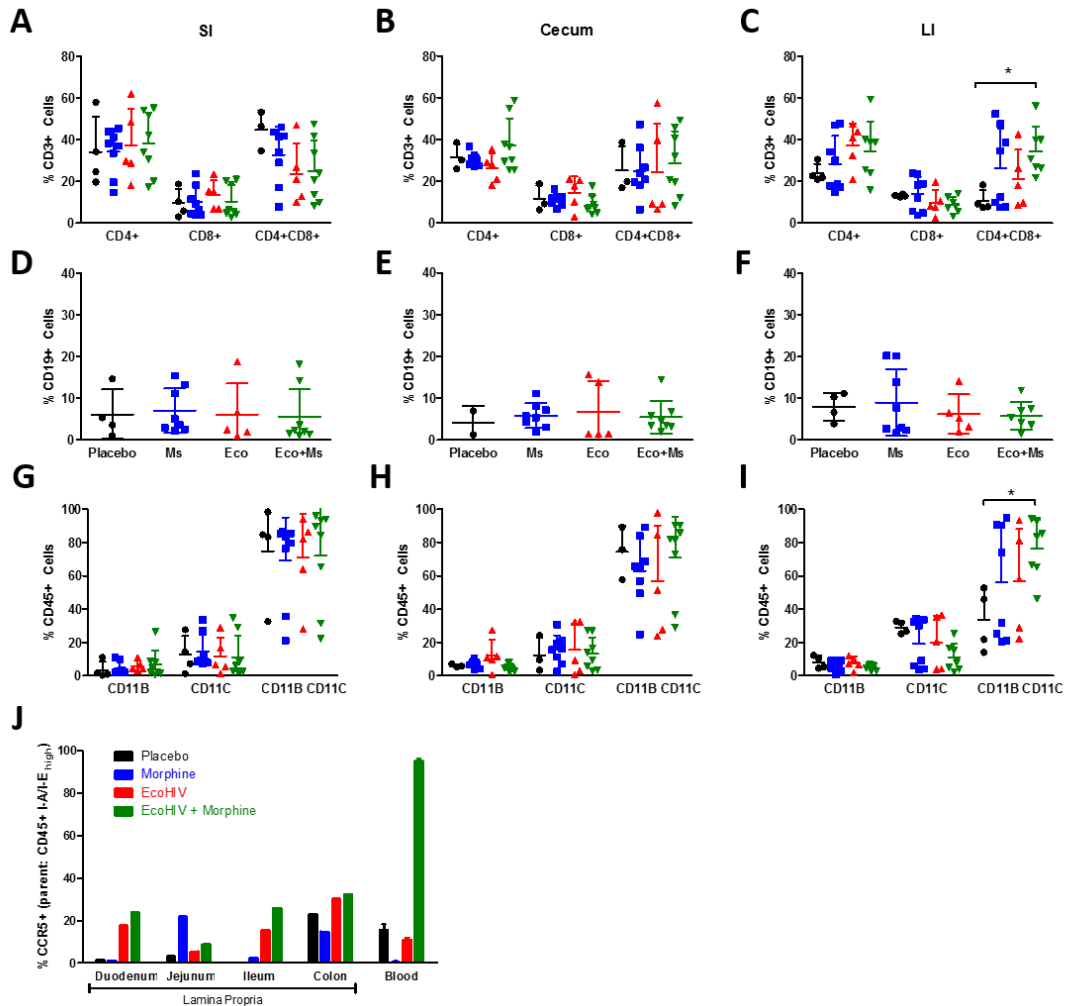 A
SI
B
Cecum
C
LI
% CD3+ Cells
80
60
40
20
0
CD4+ CD8+ CD4+CD8+
% CD3+ Cells
80
60
40
20
0
CD4+ CD8+ CD4+CD8+
% CD3+ Cells
80
60
40
20
0
*
CD4+ CD8+ CD4+CD8+
D
% CD19+ Cells
40
30
20
10
0
Placebo Ms Eco Eco+Ms
E
% CD19+ Cells
40
30
20
10
0
Placebo Ms Eco Eco+Ms
F
% CD19+ Cells
40
30
20
10
0
Placebo Ms Eco Eco+Ms
G
% CD45+ Cells
100
80
60
40
20
0
CD11B CD11C CD11B CD11C
H
% CD45+ Cells
100
80
60
40
20
0
CD11B CD11C CD11B CD11C
I
% CD45+ Cells
100
80
60
40
20
0
*
CD11B CD11C CD11B CD11C
J
% CCR5+ (parent: CD45+ I-A/I-E high)
100
80
60
40
20
0
Placebo
Morphine
EcoHIV
EcoHIV + Morphine
Duodenum Jejunum Ileum Colon Blood
Lamina Propria